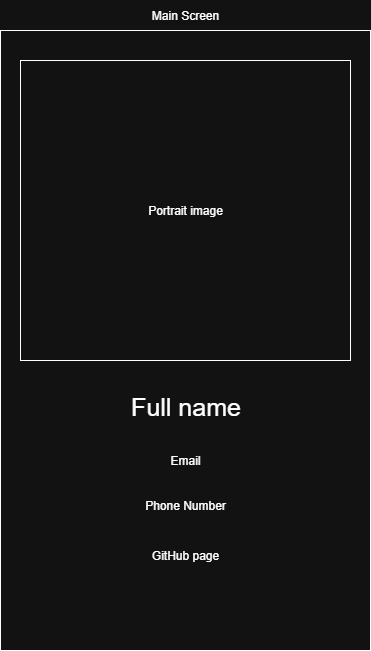 Main Screen
Portrait image
Full name
Email
Phone Number
GitHub page